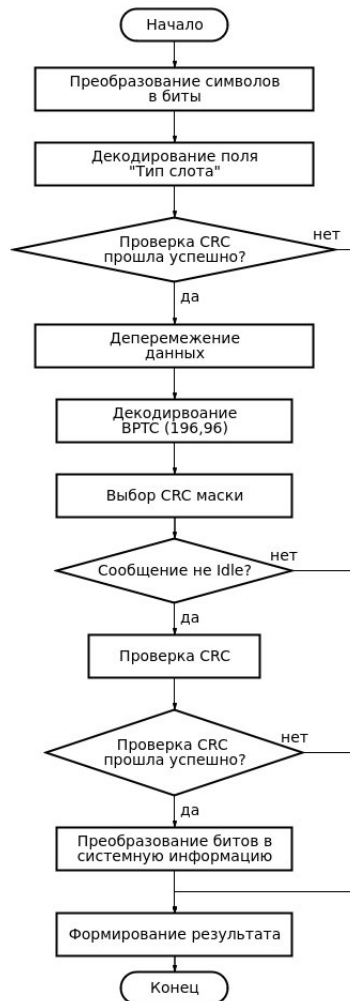 Начало
Преобразование символов
в биты
Декодирование поля
"Тип слота"
Проверка CRC
прошла успешно?
нет
да
Деперемежение
данных
Декодирвоание
BPTC (196,96)
Выбор CRC маски
Сообщение не Idle?
нет
да
Проверка CRC
Проверка CRC
прошла успешно?
нет
да
Преобразование битов в
системную информацию
Формирование результата
Конец